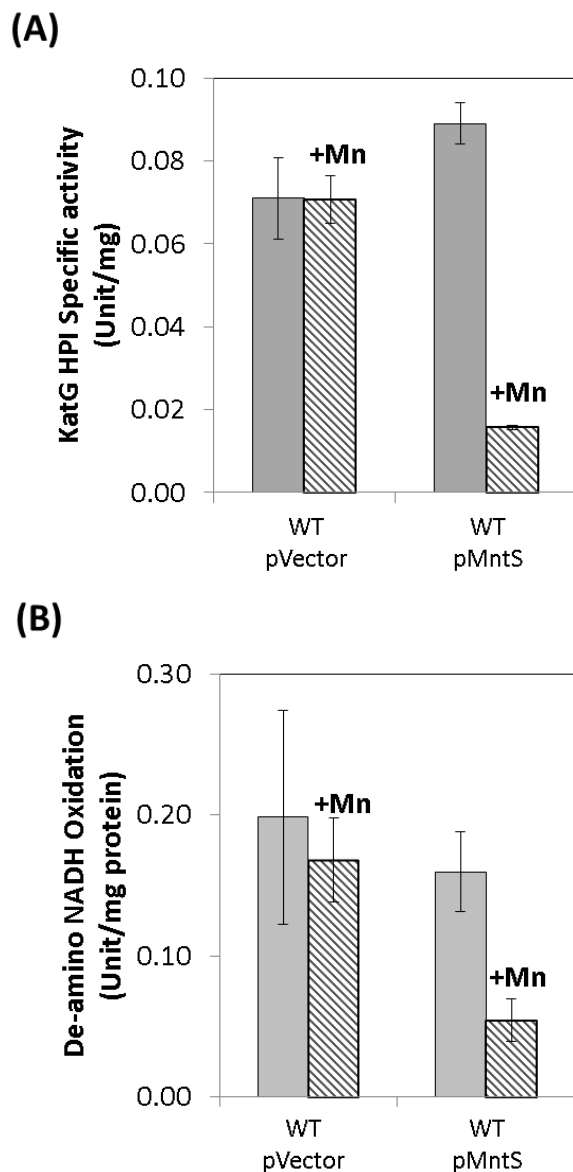 (A)
KatG HPI Specific activity
(Unit/mg)
0.10
0.08
0.06
0.04
0.02
0.00
+Mn
+Mn
WT
pVector
WT
pMntS
(B)
De-amino NADH Oxidation
(Unit/mg protein)
0.30
0.20
0.10
0.00
+Mn
+Mn
WT
pVector
WT
pMntS